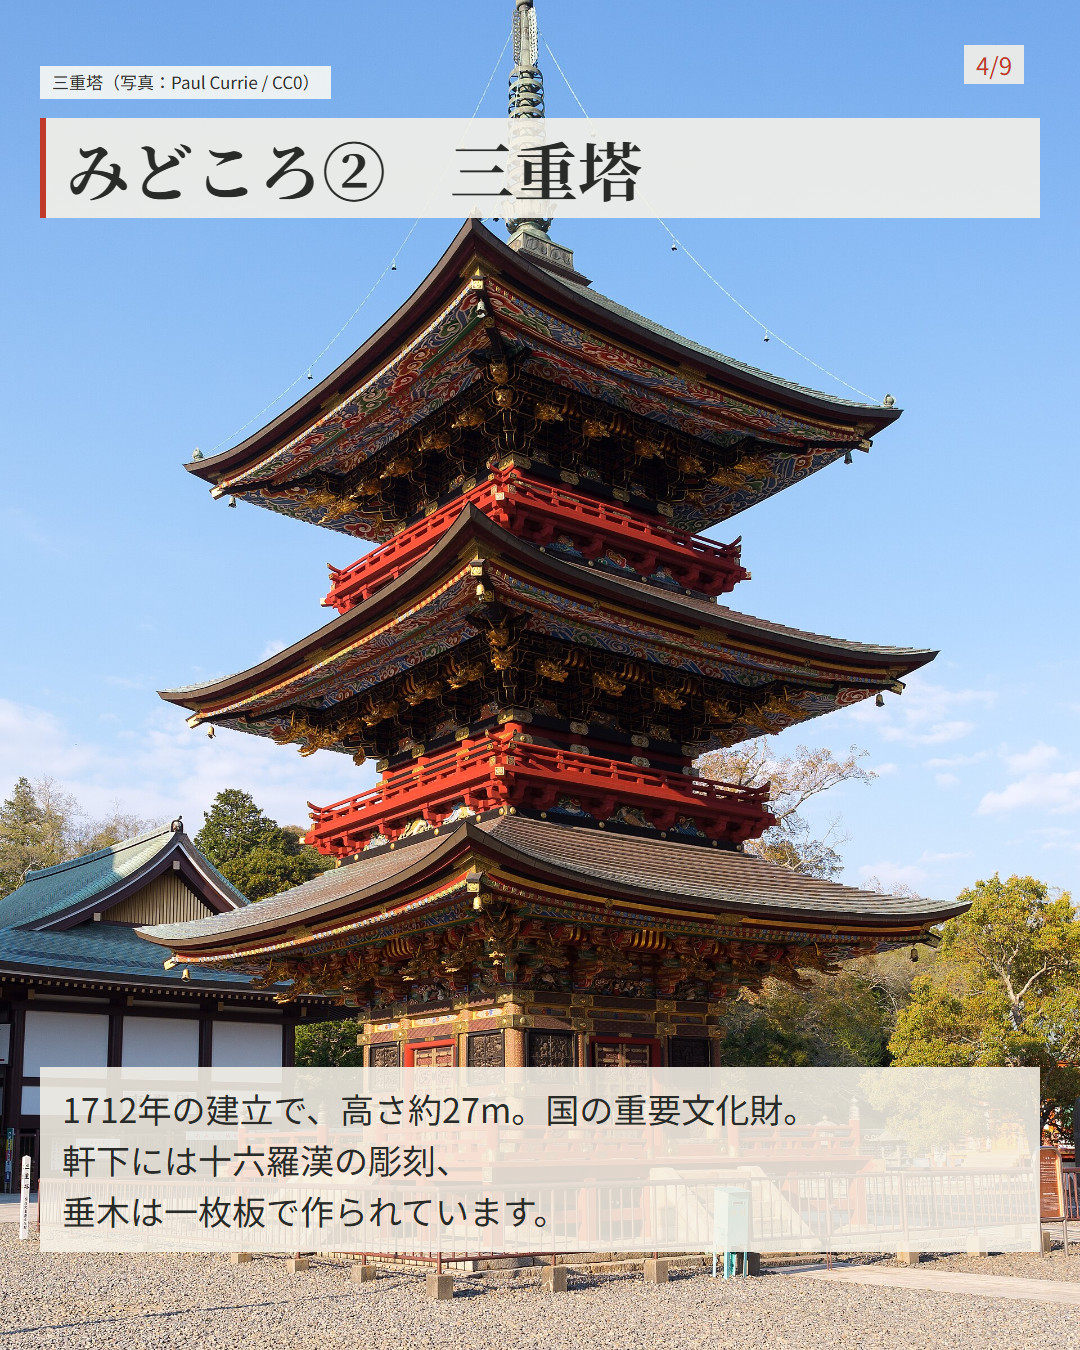 三重塔（写真：Paul Currie / CC0）
4/9
みどころ②　三重塔
1712年の建立で、高さ約27m。国の重要文化財。
軒下には十六羅漢の彫刻、
垂木は一枚板で作られています。
三重塔